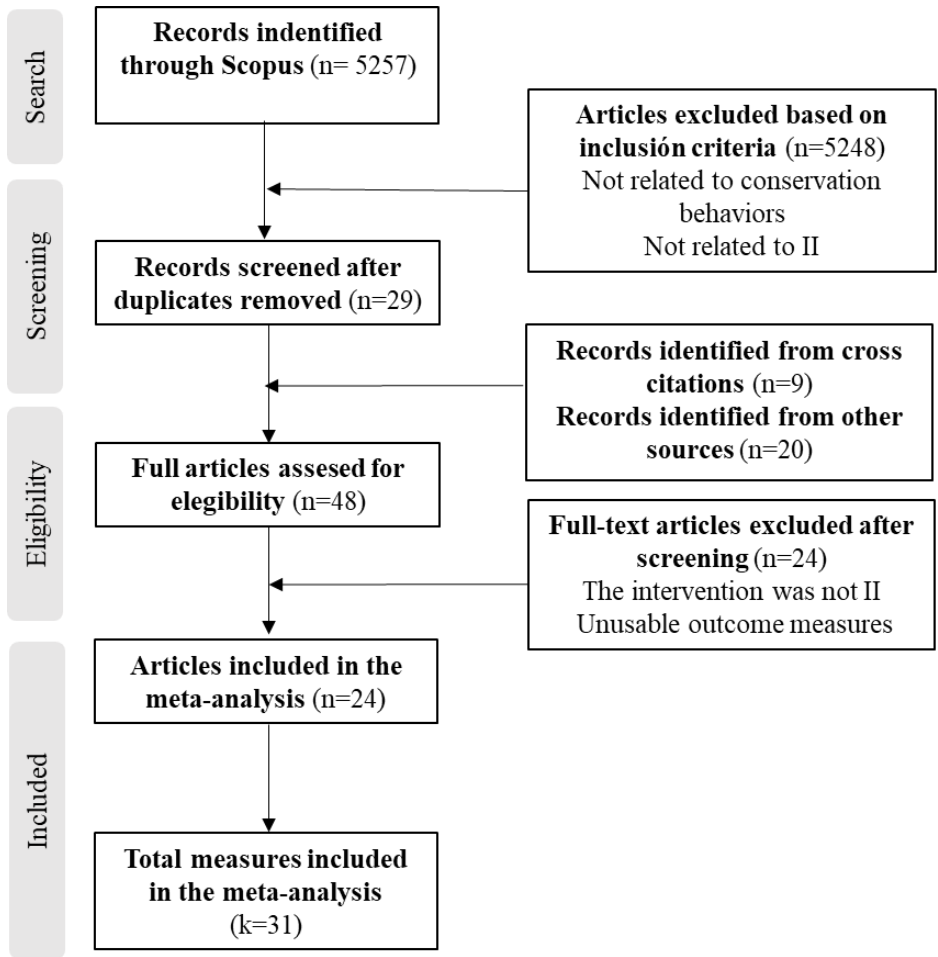 Search
Records indentified
through Scopus (n= 5257)
Articles excluded based on
inclusión criteria (n=5248)
Not related to conservation
behaviors
Not related to II
Screening
Records screened after
duplicates removed (n=29)
Records identified from cross
citations (n=9)
Records identified from other
sources (n=20)
Eligibility
Full articles assesed for
elegibility (n=48)
Full-text articles excluded after
screening (n=24)
The intervention was not II
Unusable outcome measures
Included
Articles included in the
meta-analysis (n=24)
Total measures included
in the meta-analysis
(k=31)